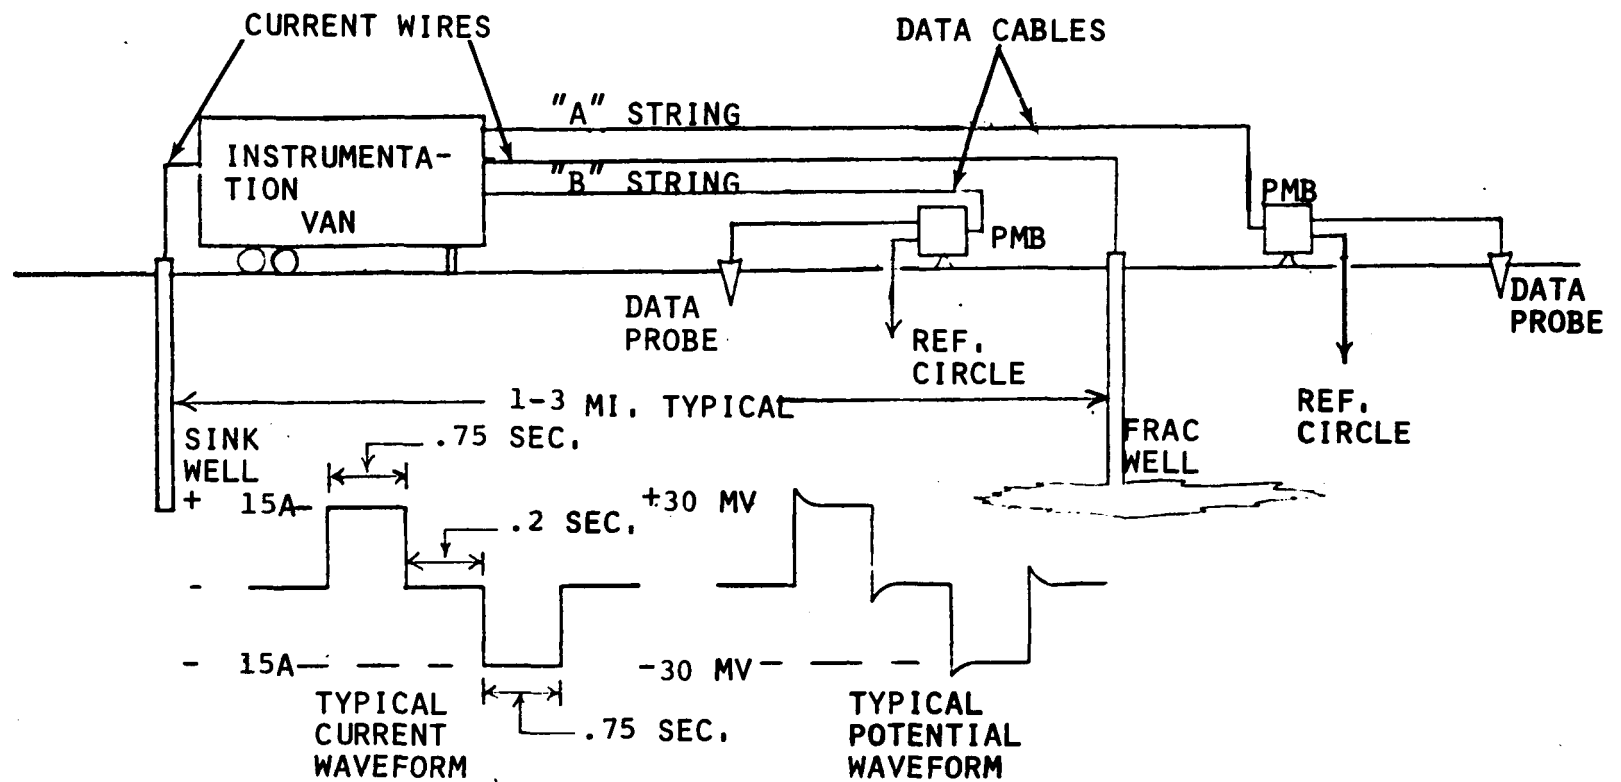 CURRENT WIRES
DATA CABLES
"A" STRING
INSTRUMENTA-
TION
VAN
"B" STRING
PMB
PMB
DATA
PROBE
REF.
CIRCLE
DATA
PROBE
REF.
CIRCLE
1-3 MI. TYPICAL
SINK
WELL
.75 SEC.
FRAC
WELL
+ 15A-
.2 SEC.
+30 MV
-
- 15A-
-30 MV-
.75 SEC.
TYPICAL
CURRENT
WAVEFORM
TYPICAL
POTENTIAL
WAVEFORM